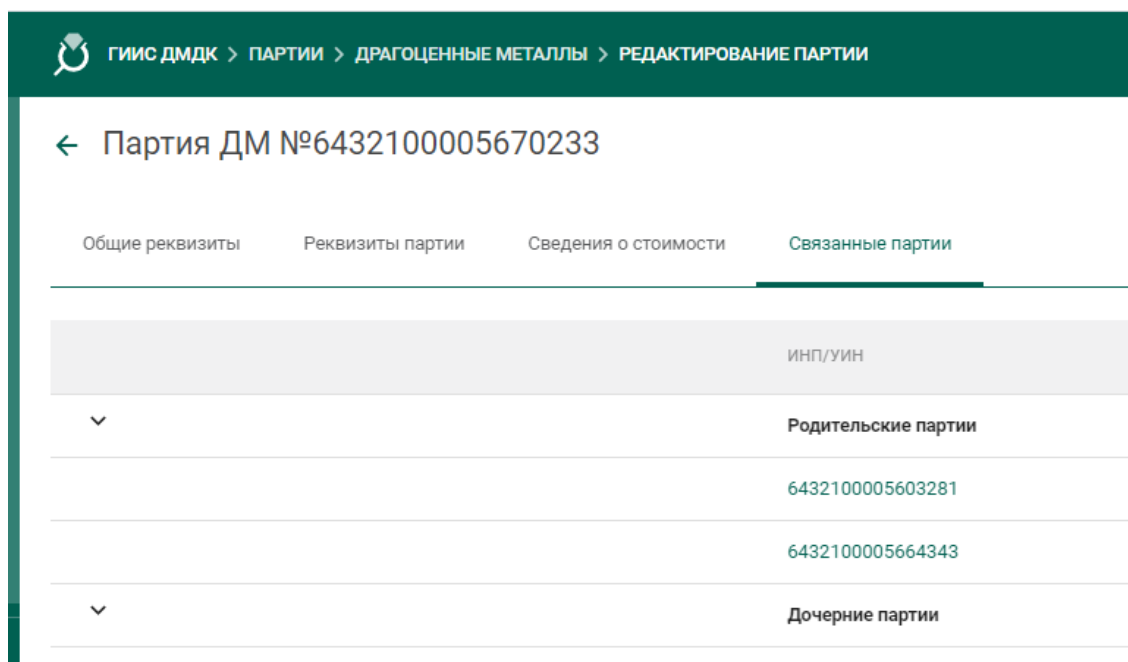 ГИИС ДМДК > ПАРТИИ > ДРАГОЦЕННЫЕ МЕТАЛЛЫ > РЕДАКТИРОВАНИЕ ПАРТИИ
Партия ДМ №6432100005670233
Общие реквизиты Реквизиты партии Сведения о стоимости Связанные партии
ИНП/УИН
Родительские партии
6432100005603281
6432100005664343
Дочерние партии